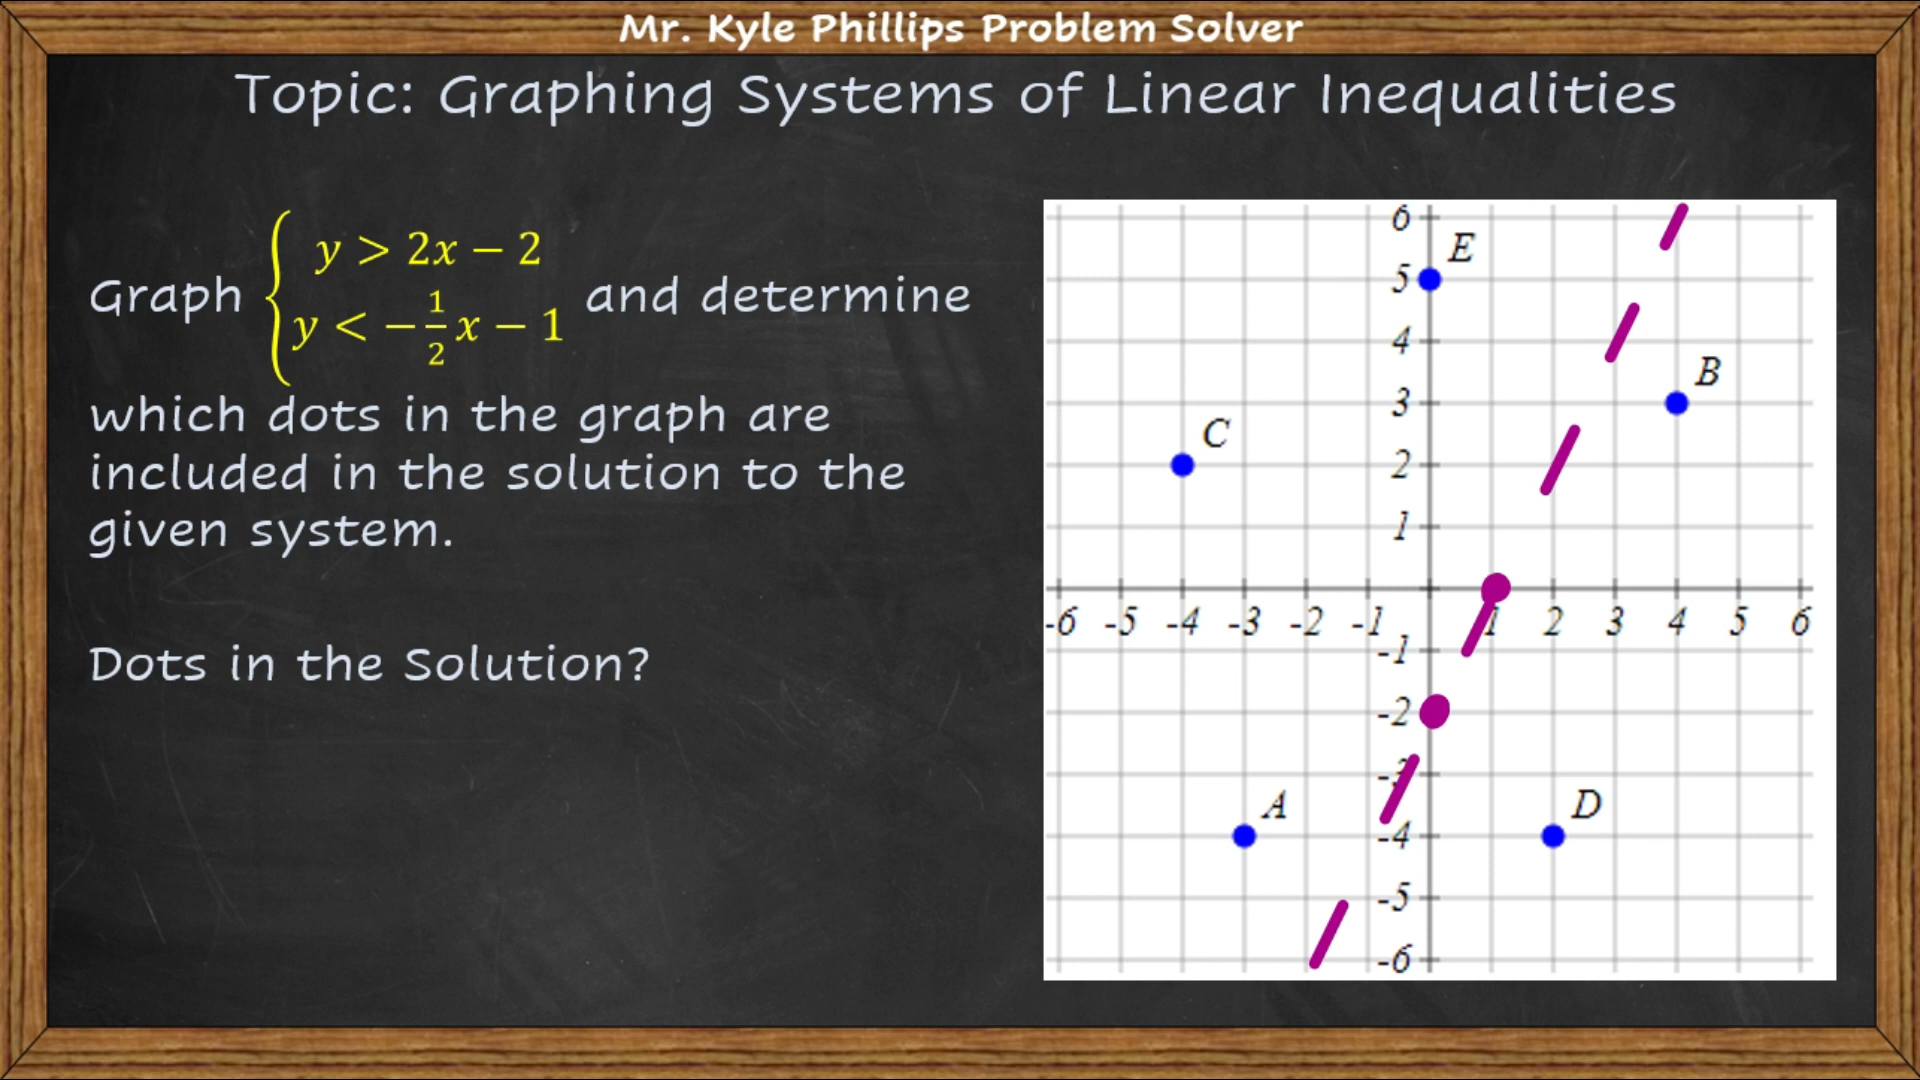 Mr. Kyle Phillips Problem Solver
Topic: Graphing Systems of Linear Inequalities
Graph { y > 2x − 2
y < −1/2 x − 1 and determine
which dots in the graph are
included in the solution to the
given system.
Dots in the Solution?
6
E
5
4
B
3
C
2
1
-6 -5 -4 -3 -2 -1 1 2 3 4 5 6
-1
-2
-3
A
D
-4
-5
-6